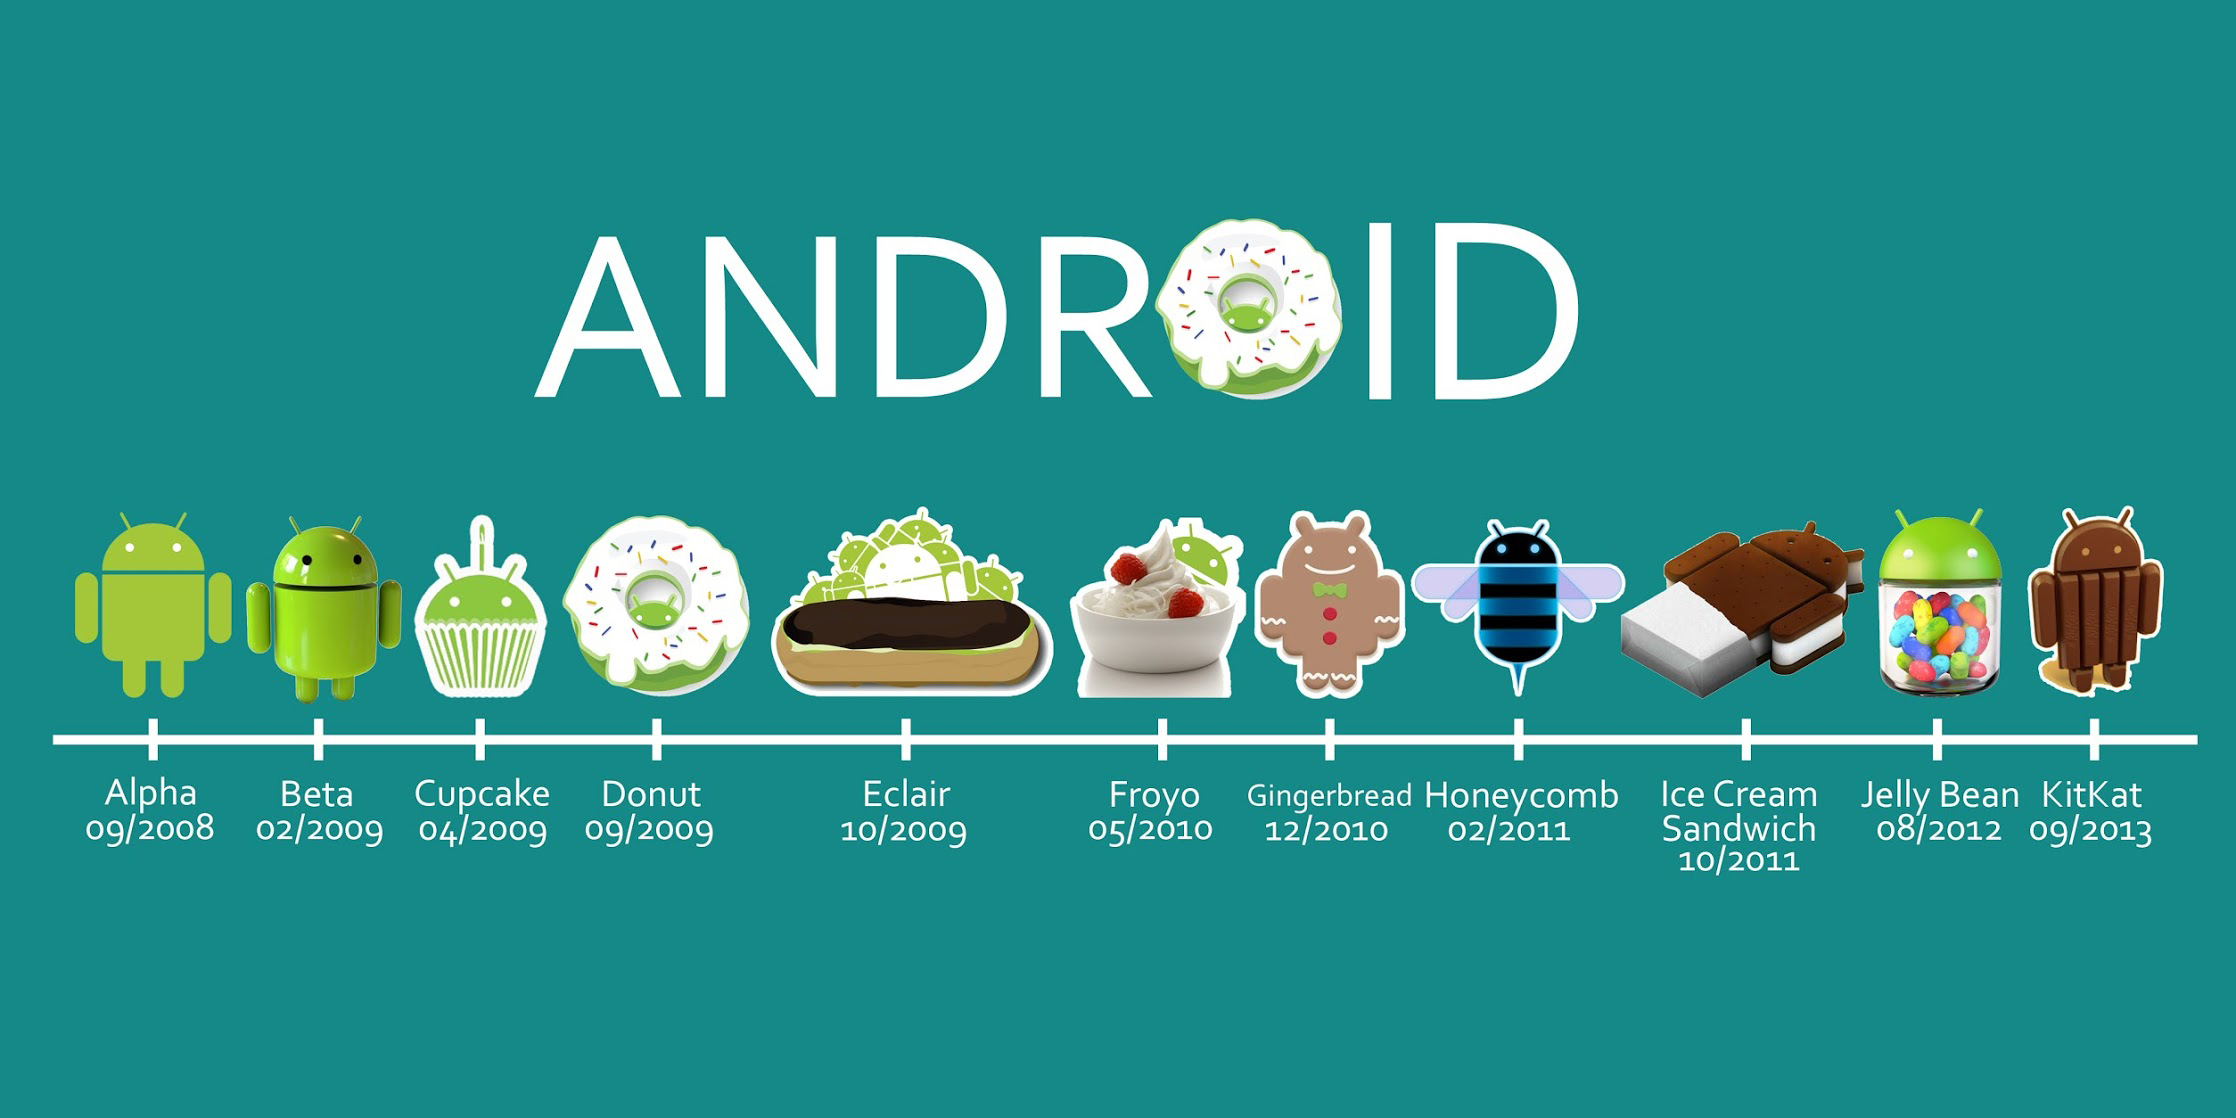 ANDROID
Alpha
09/2008
Beta
02/2009
Cupcake
04/2009
Donut
09/2009
Eclair
10/2009
Froyo
05/2010
Gingerbread
12/2010
Honeycomb
02/2011
Ice Cream
Sandwich
10/2011
Jelly Bean
08/2012
KitKat
09/2013